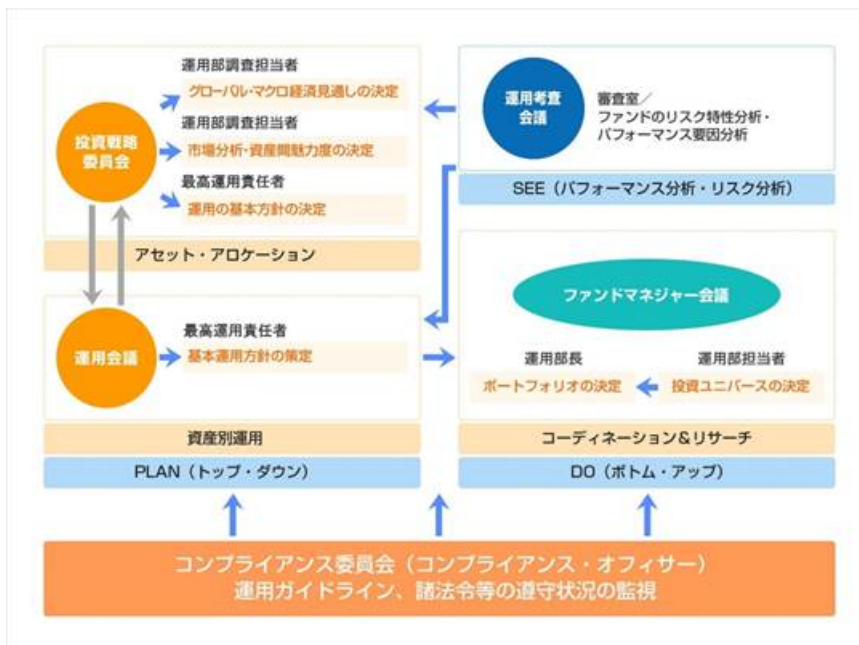 運用部調査担当者
グローバル・マクロ経済見通しの決定
投資戦略
委員会
運用部調査担当者
市場分析・資産間魅力度の決定
最高運用責任者
運用の基本方針の決定
アセット・アロケーション
運用考査
会議
審査室／
ファンドのリスク特性分析・
パフォーマンス要因分析
SEE（パフォーマンス分析・リスク分析）
運用会議
最高運用責任者
基本運用方針の策定
資産別運用
PLAN（トップ・ダウン）
ファンドマネジャー会議
運用部長
ポートフォリオの決定
運用部担当者
投資ユニバースの決定
コーディネーション＆リサーチ
DO（ボトム・アップ）
コンプライアンス委員会（コンプライアンス・オフィサー）
運用ガイドライン、諸法令等の遵守状況の監視